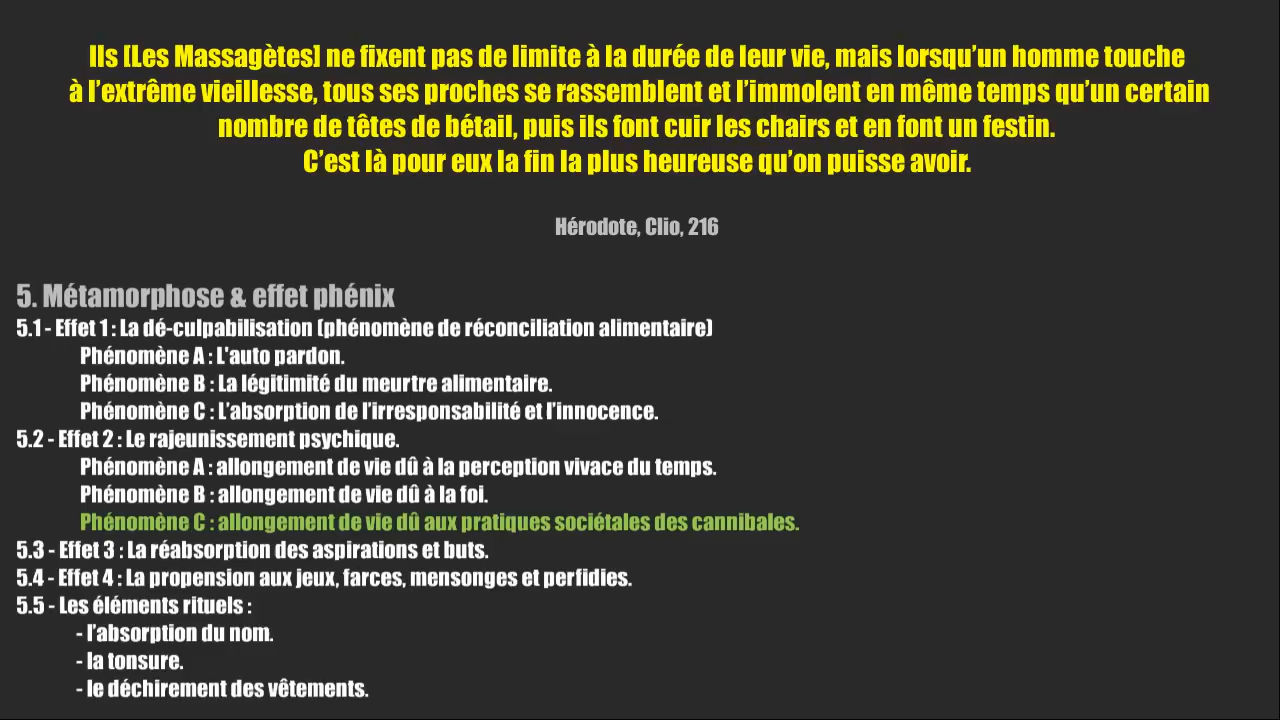 Ils [Les Massagètes] ne fixent pas de limite à la durée de leur vie, mais lorsqu'un homme touche
à l'extrême vieillesse, tous ses proches se rassemblent et l'immolent en même temps qu'un certain
nombre de têtes de bétail, puis ils font cuir les chairs et en font un festin.
C'est là pour eux la fin la plus heureuse qu'on puisse avoir.
Hérodote, Clio, 216
5. Métamorphose & effet phénix
5.1 - Effet 1 : La dé-culpabilisation (phénomène de réconciliation alimentaire)
Phénomène A : L'auto pardon.
Phénomène B : La légitimité du meurtre alimentaire.
Phénomène C : L'absorption de l'irresponsabilité et l'innocence.
5.2 - Effet 2 : Le rajeunissement psychique.
Phénomène A : allongement de vie dû à la perception vivace du temps.
Phénomène B : allongement de vie dû à la foi.
Phénomène C : allongement de vie dû aux pratiques sociétales des cannibales.
5.3 - Effet 3 : La réabsorption des aspirations et buts.
5.4 - Effet 4 : La propension aux jeux, farces, mensonges et perfidies.
5.5 - Les éléments rituels :
- l'absorption du nom.
- la tonsure.
- le déchirement des vêtements.